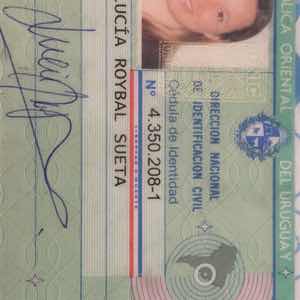 BLICA ORIENTAL
DEL URUGUAY
DIRECCION NACIONAL
DE IDENTIFICACION CIVIL
Cédula de Identidad
Nº 4.350.208-1
LUCÍA ROYBAL SUETA